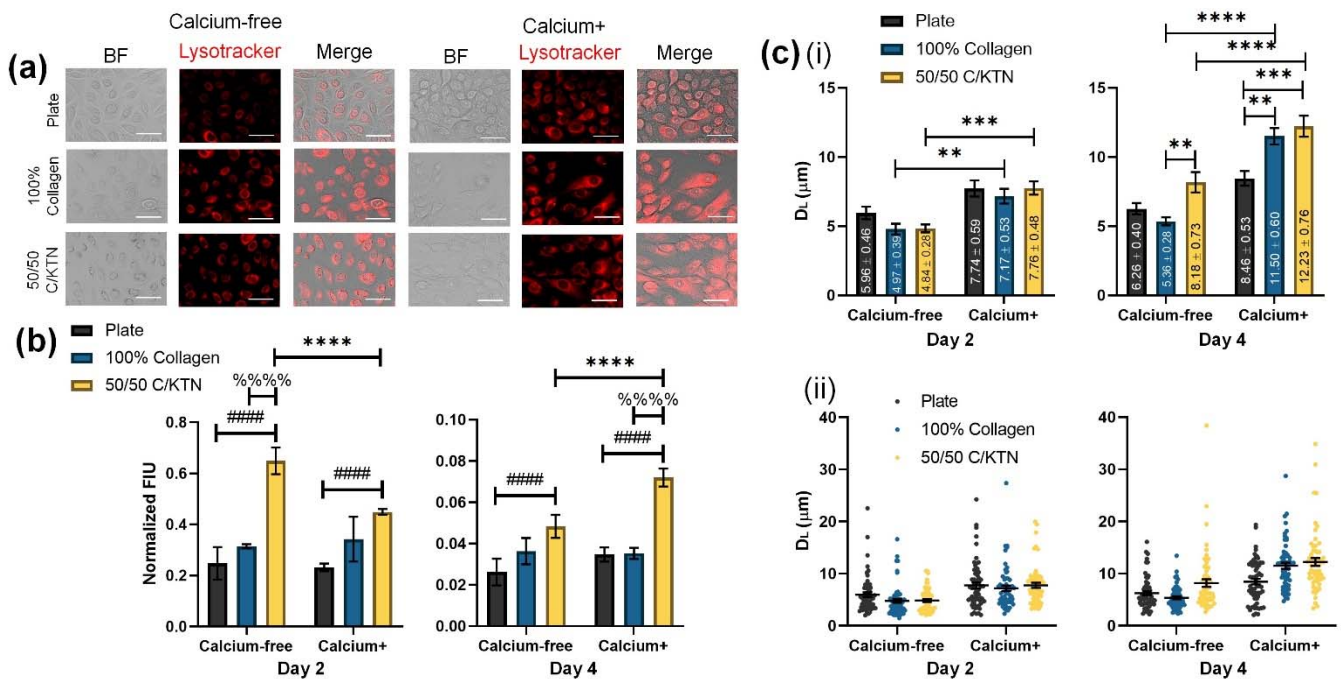 (a)
Calcium-free
Calcium+
BF Lysotracker Merge BF Lysotracker Merge
Plate
100% Collagen
50/50 C/KTN
(b)
Plate
100% Collagen
50/50 C/KTN
****
%%%%
####
####
Normalized FIU
0.8
0.6
0.4
0.2
0.0
Calcium-free Calcium+
Day 2
****
%%%%
####
####
0.10
0.08
0.06
0.04
0.02
0.00
Calcium-free Calcium+
Day 4
(c) (i)
Plate
100% Collagen
50/50 C/KTN
***
**
DL (μm)
15
10
5
0
5.96 ± 0.46
4.97 ± 0.39
4.84 ± 0.28
7.74 ± 0.59
7.17 ± 0.53
7.76 ± 0.48
Calcium-free Calcium+
Day 2
****
****
***
**
**
15
10
5
0
6.26 ± 0.40
5.36 ± 0.28
8.18 ± 0.73
8.46 ± 0.53
11.50 ± 0.60
12.23 ± 0.76
Calcium-free Calcium+
Day 4
(ii)
Plate
100% Collagen
50/50 C/KTN
DL (μm)
40
30
20
10
0
Calcium-free Calcium+
Day 2
40
30
20
10
0
Calcium-free Calcium+
Day 4